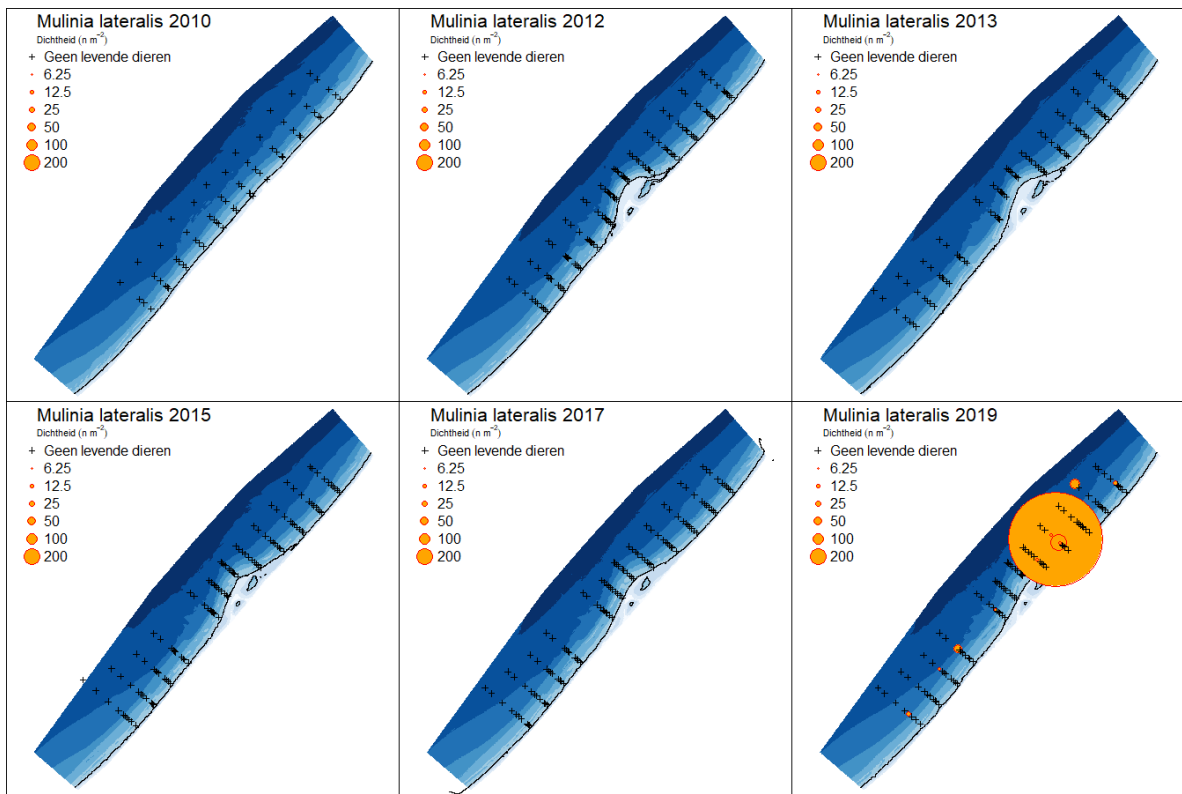 Mulinia lateralis 2010
Dichtheid (n m⁻²)
Geen levende dieren
6.25
12.5
25
50
100
200
Mulinia lateralis 2012
Dichtheid (n m⁻²)
Geen levende dieren
6.25
12.5
25
50
100
200
Mulinia lateralis 2013
Dichtheid (n m⁻²)
Geen levende dieren
6.25
12.5
25
50
100
200
Mulinia lateralis 2015
Dichtheid (n m⁻²)
Geen levende dieren
6.25
12.5
25
50
100
200
Mulinia lateralis 2017
Dichtheid (n m⁻²)
Geen levende dieren
6.25
12.5
25
50
100
200
Mulinia lateralis 2019
Dichtheid (n m⁻²)
Geen levende dieren
6.25
12.5
25
50
100
200